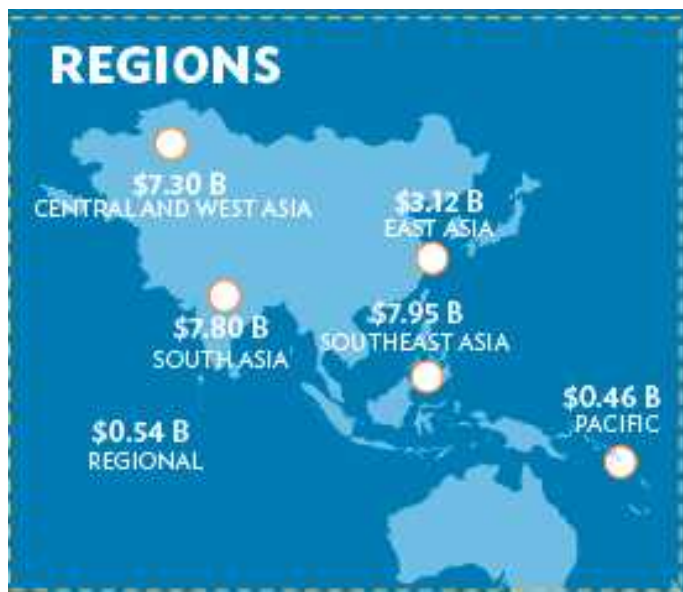 REGIONS
$7.30 B
CENTRAL AND WEST ASIA
$3.12 B
EAST ASIA
$7.80 B
SOUTH ASIA
$7.95 B
SOUTHEAST ASIA
$0.46 B
PACIFIC
$0.54 B
REGIONAL